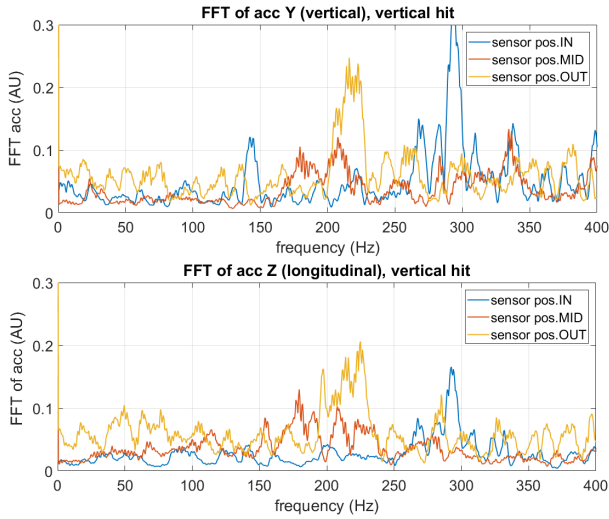 FFT of acc Y (vertical), vertical hit
FFT acc (AU)
0.3
0.2
0.1
0
sensor pos.IN
sensor pos.MID
sensor pos.OUT
0 50 100 150 200 250 300 350 400
frequency (Hz)
FFT of acc Z (longitudinal), vertical hit
FFT of acc (AU)
0.3
0.2
0.1
0
sensor pos.IN
sensor pos.MID
sensor pos.OUT
0 50 100 150 200 250 300 350 400
frequency (Hz)